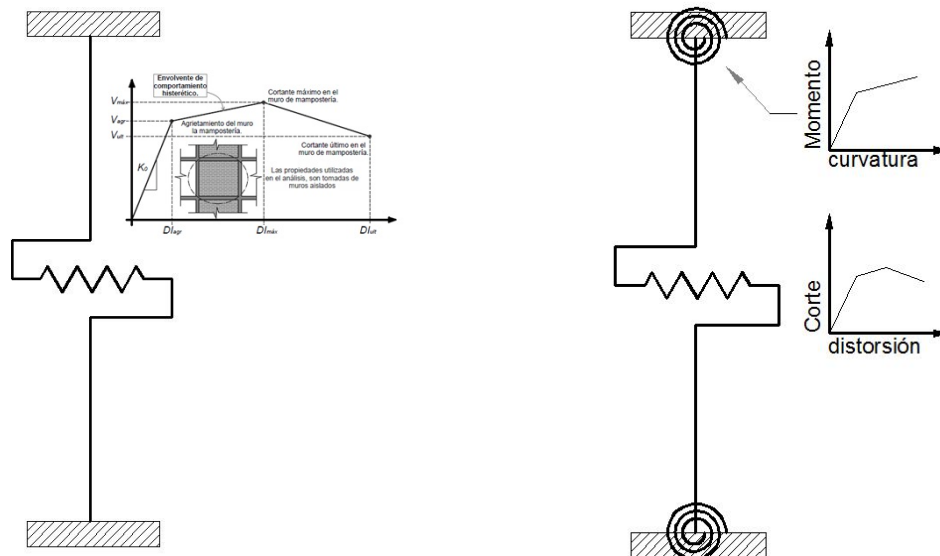 Envolvente de
comportamiento
histerético.
Cortante máximo en el
muro de mampostería.
Vmáx
Vagr
Vult
Agrietamiento del muro
la mampostería.
Cortante último en el
muro de mampostería.
K0
Las propiedades utilizadas
en el análisis, son tomadas de
muros aislados
DIagr
DImáx
DIult
Momento
curvatura
Corte
distorsión